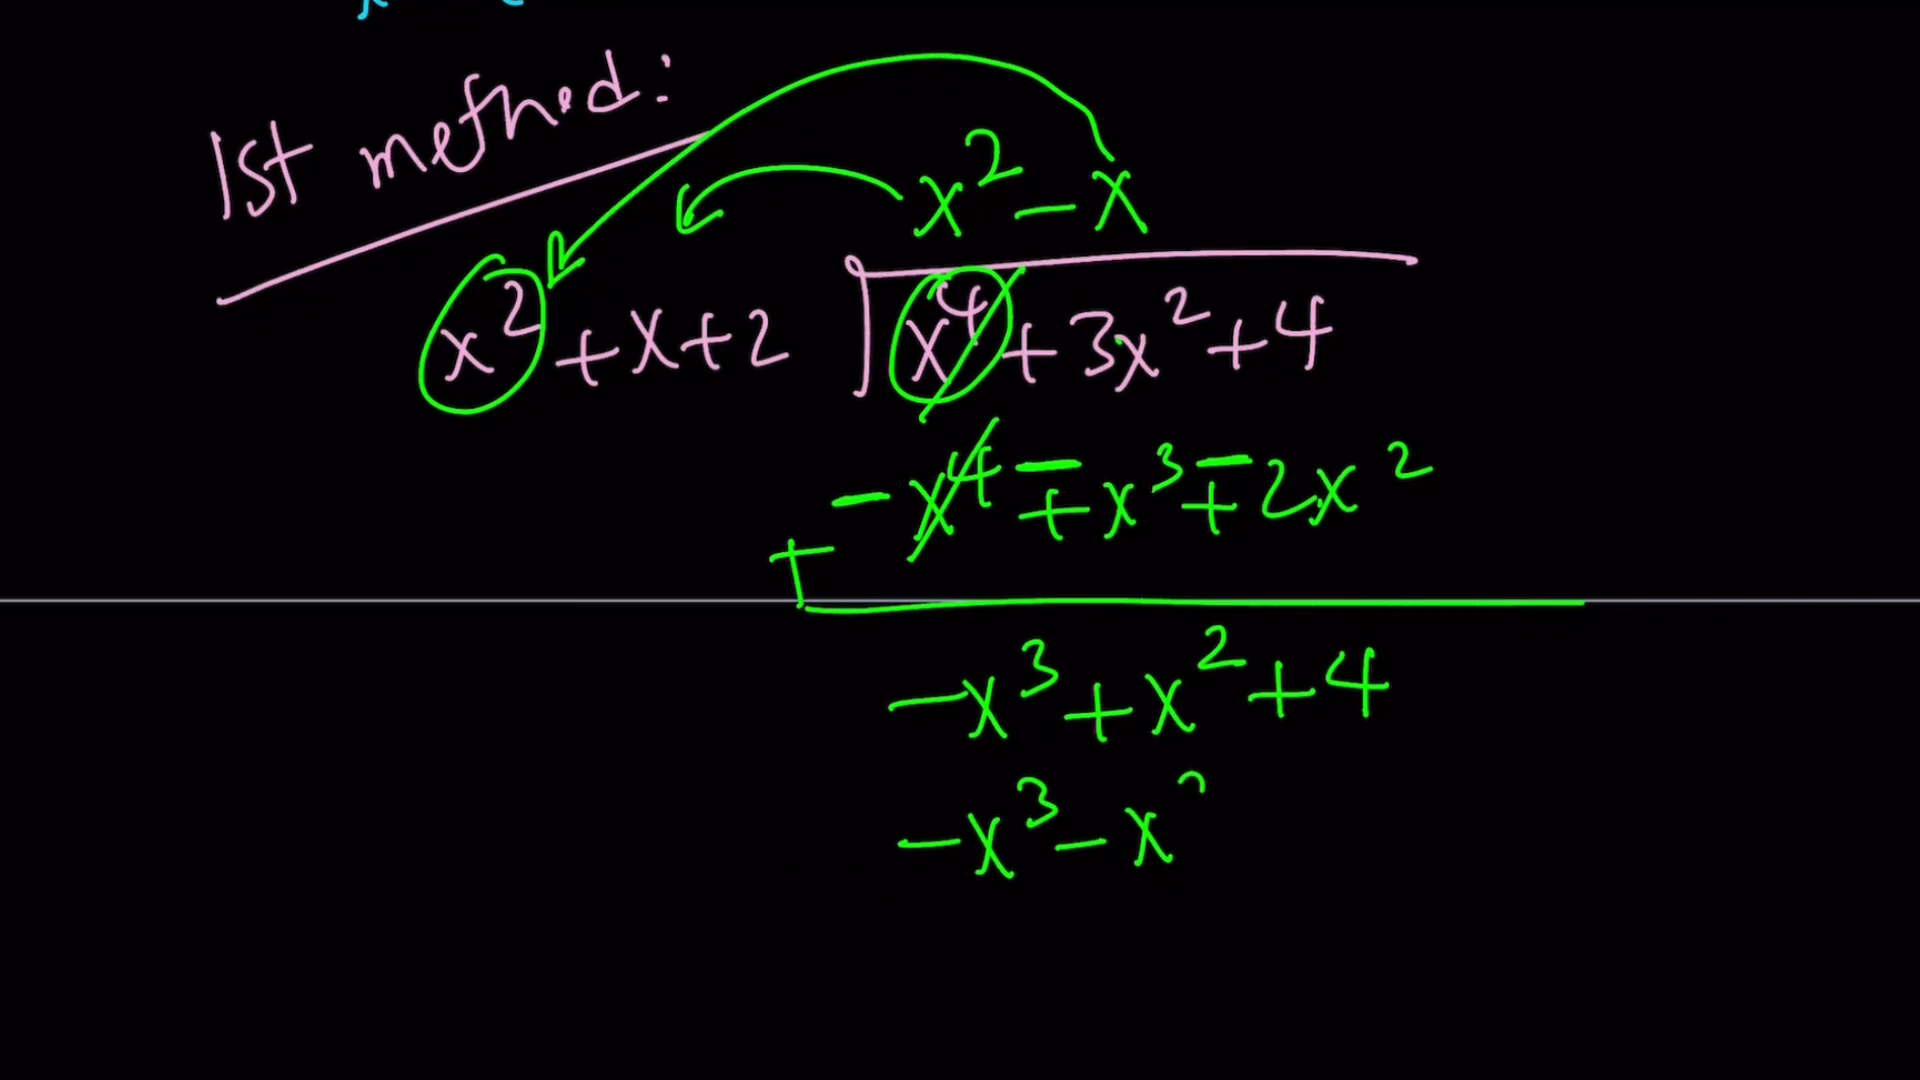 1st method:
x² - x
x² + x + 2 x⁴ + 3x² + 4
- x⁴ -+ x³ -+ 2x²
+
-x³ + x² + 4
-x³ - x